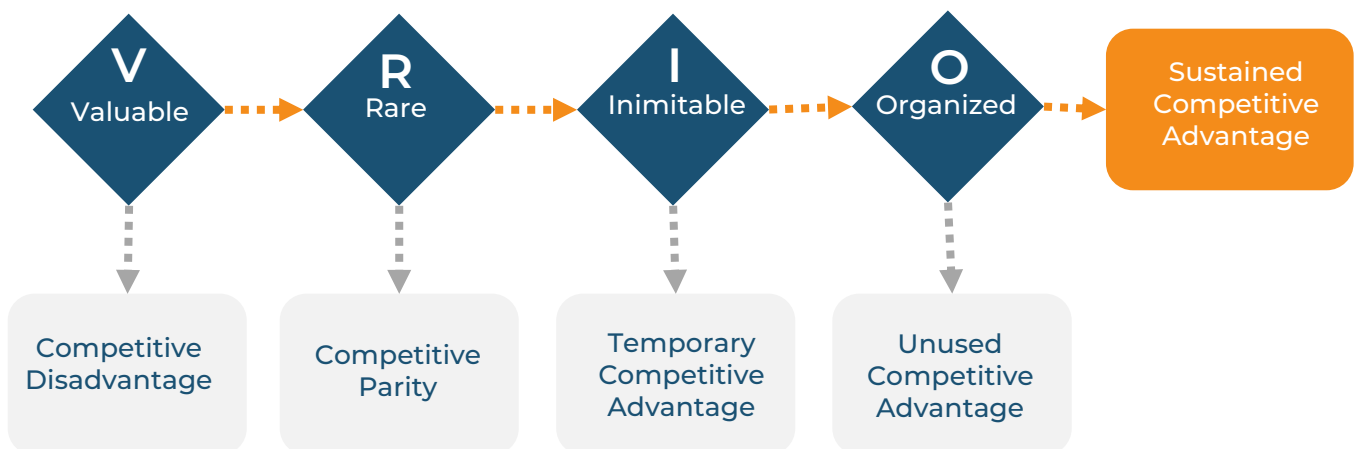 V
Valuable
R
Rare
I
Inimitable
O
Organized
Sustained
Competitive
Advantage
Competitive
Disadvantage
Competitive
Parity
Temporary
Competitive
Advantage
Unused
Competitive
Advantage